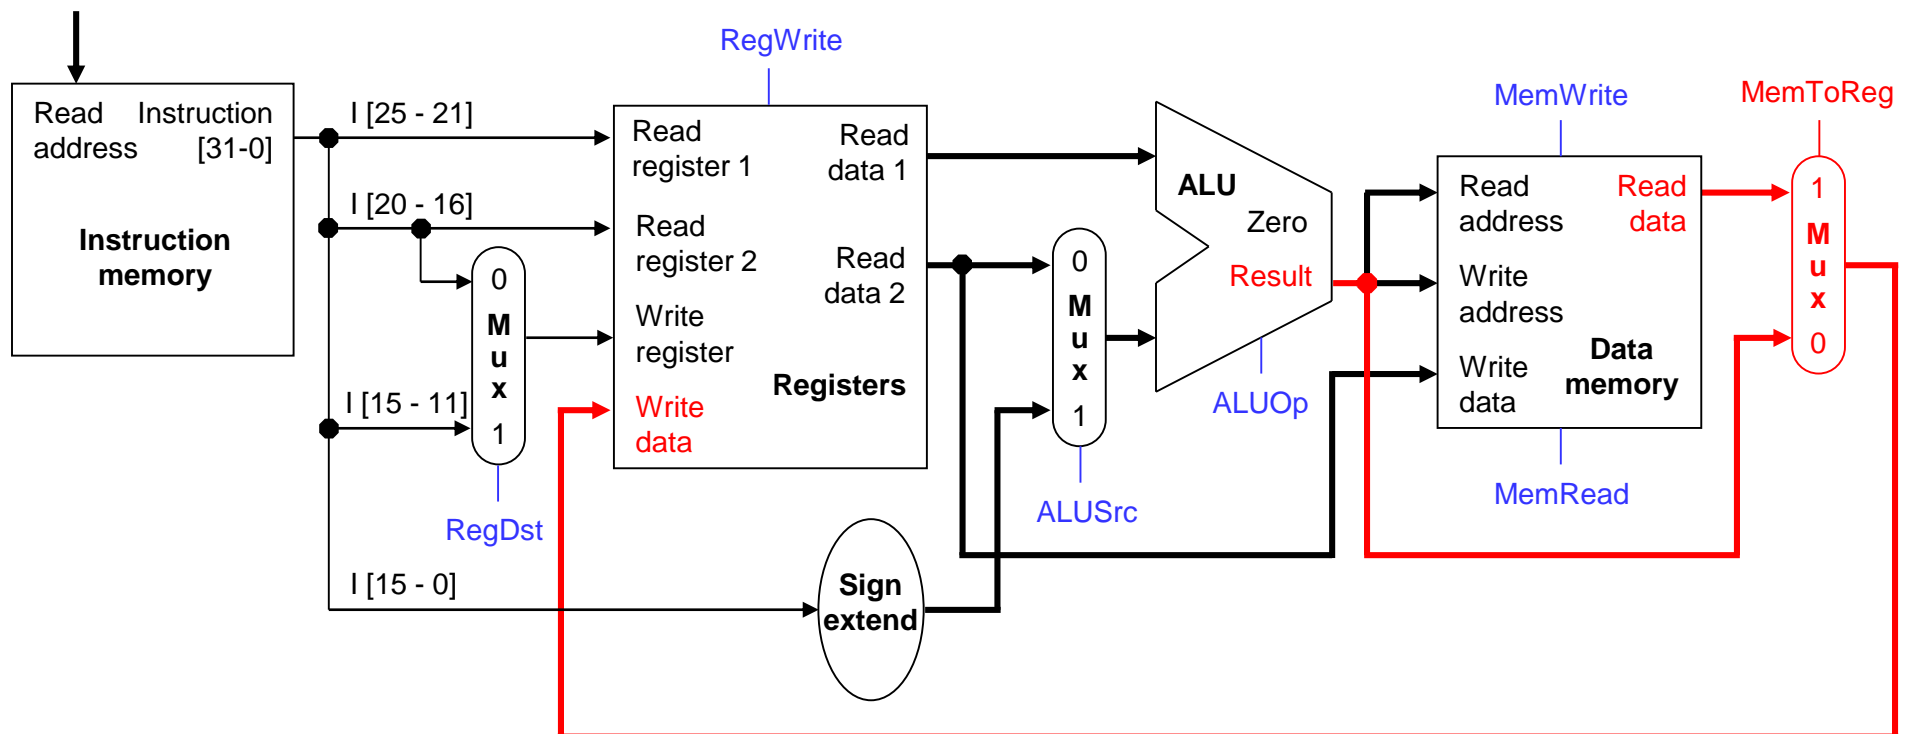 RegWrite
MemWrite
MemToReg
Read address
Instruction [31-0]
Instruction memory
I [25 - 21]
I [20 - 16]
I [15 - 11]
I [15 - 0]
0
M
u
x
1
RegDst
Read register 1
Read register 2
Write register
Write data
Read data 1
Read data 2
Registers
Sign extend
0
M
u
x
1
ALUSrc
ALU
Zero
Result
ALUOp
Read address
Write address
Write data
Read data
Data memory
MemRead
1
M
u
x
0